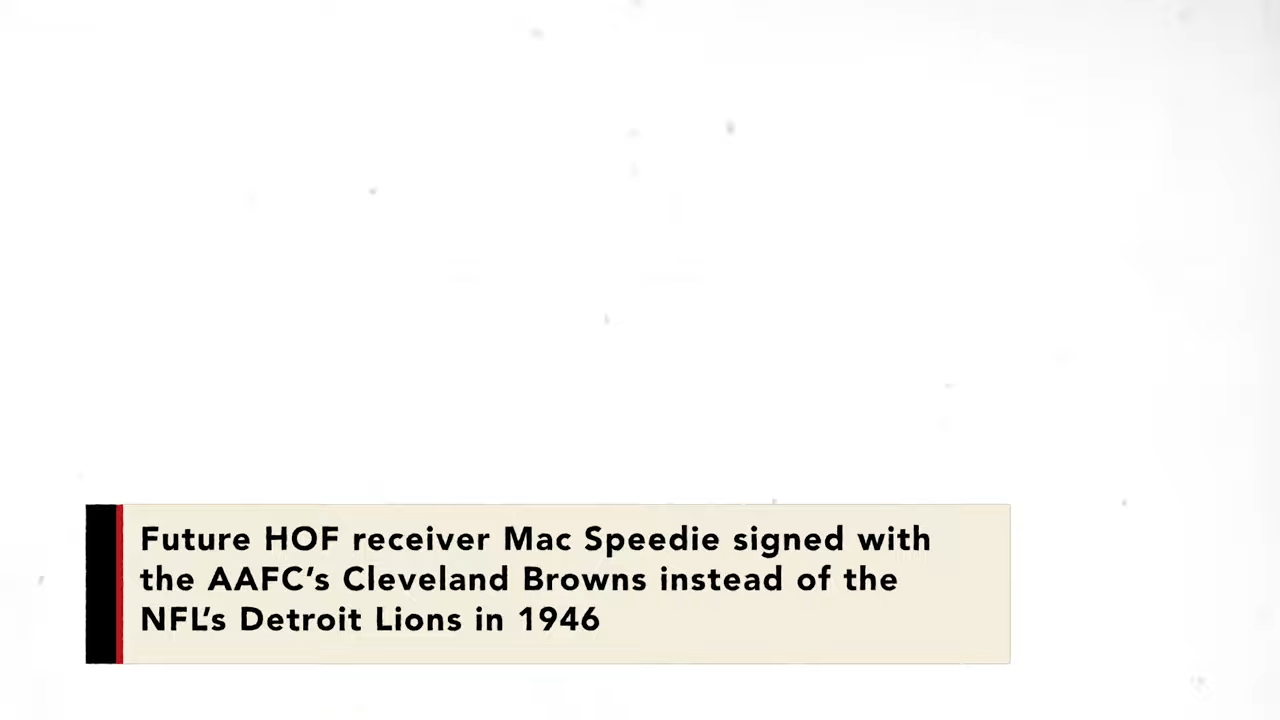 Future HOF receiver Mac Speedie signed with
the AAFC's Cleveland Browns instead of the
NFL's Detroit Lions in 1946